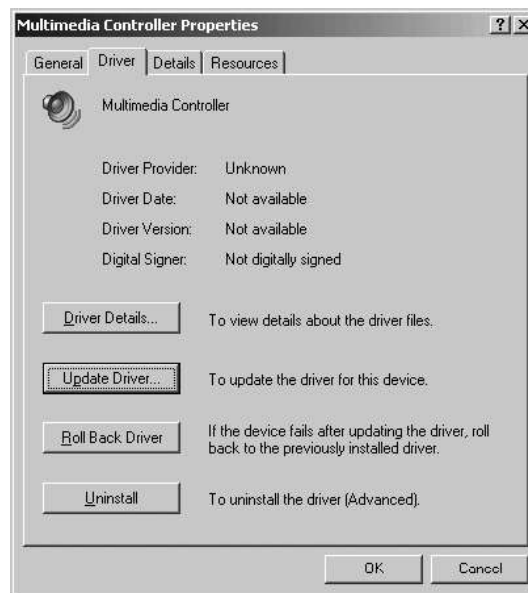 Multimedia Controller Properties ? X
General Driver Details Resources
Multimedia Controller
Driver Provider: Unknown
Driver Date: Not available
Driver Version: Not available
Digital Signer: Not digitally signed
Driver Details... To view details about the driver files.
Update Driver... To update the driver for this device.
Roll Back Driver If the device fails after updating the driver, roll
back to the previously installed driver.
Uninstall To uninstall the driver (Advanced).
OK Cancel